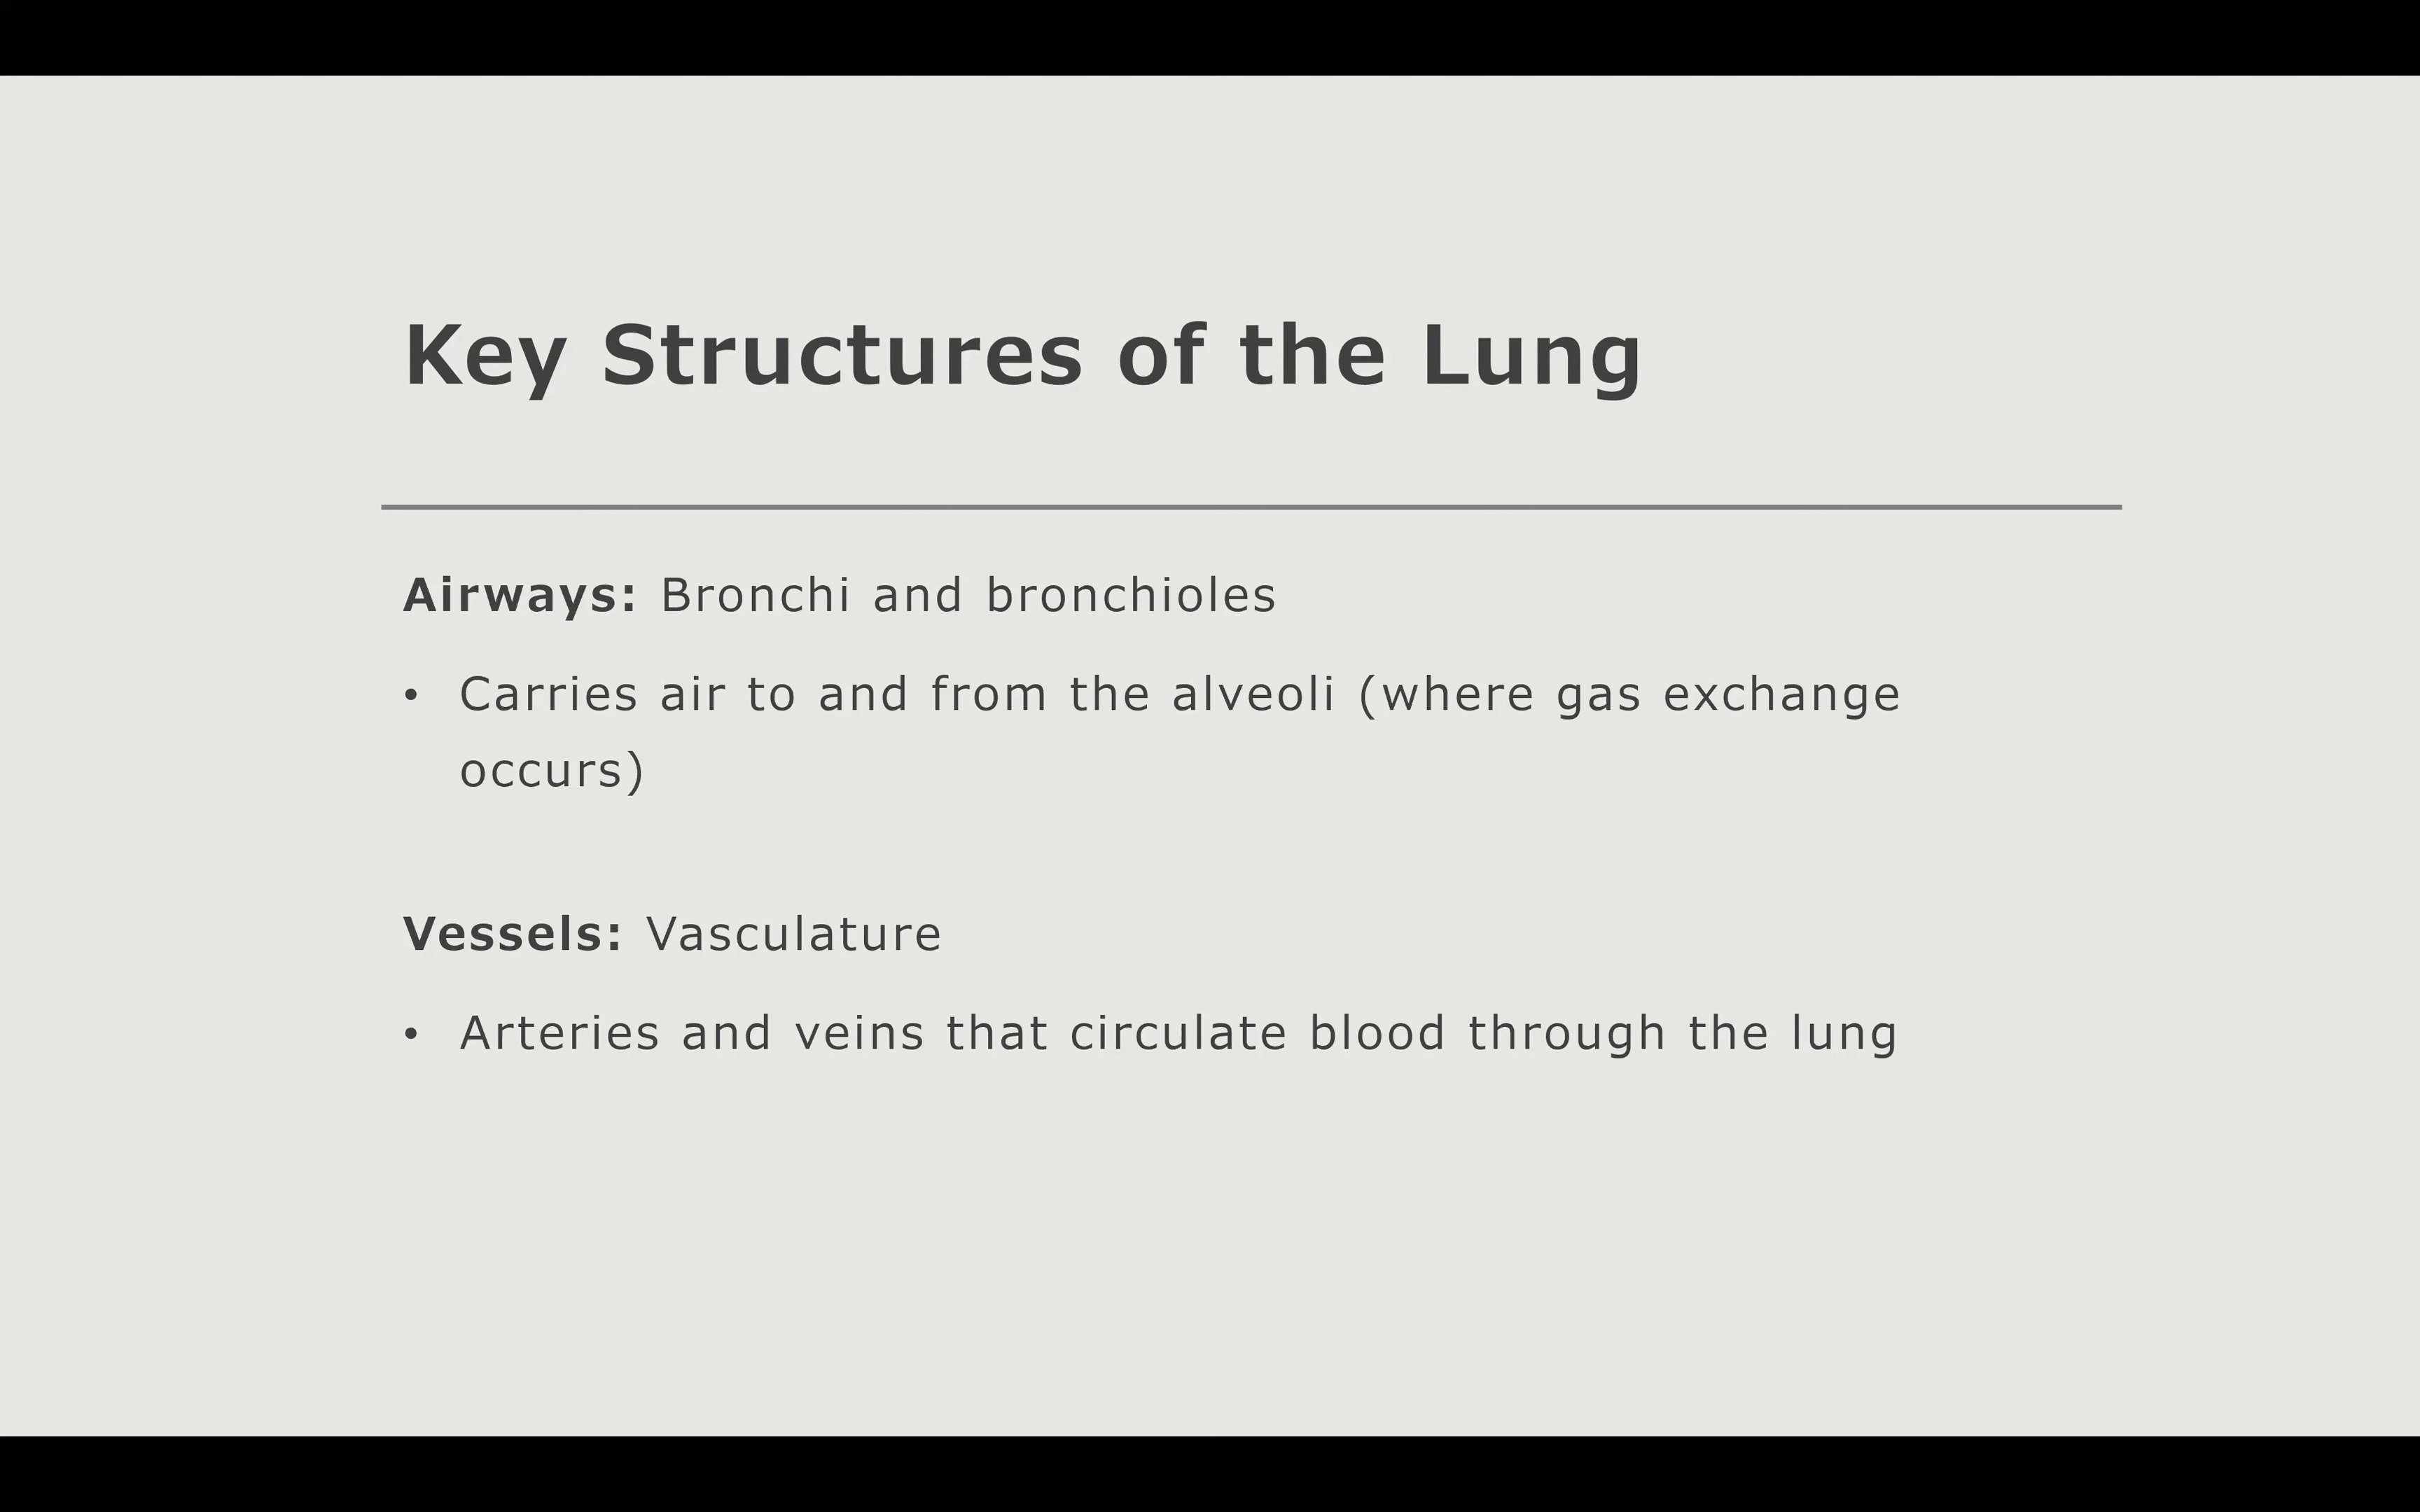 Key Structures of the Lung
Airways: Bronchi and bronchioles
• Carries air to and from the alveoli (where gas exchange
occurs)
Vessels: Vasculature
• Arteries and veins that circulate blood through the lung